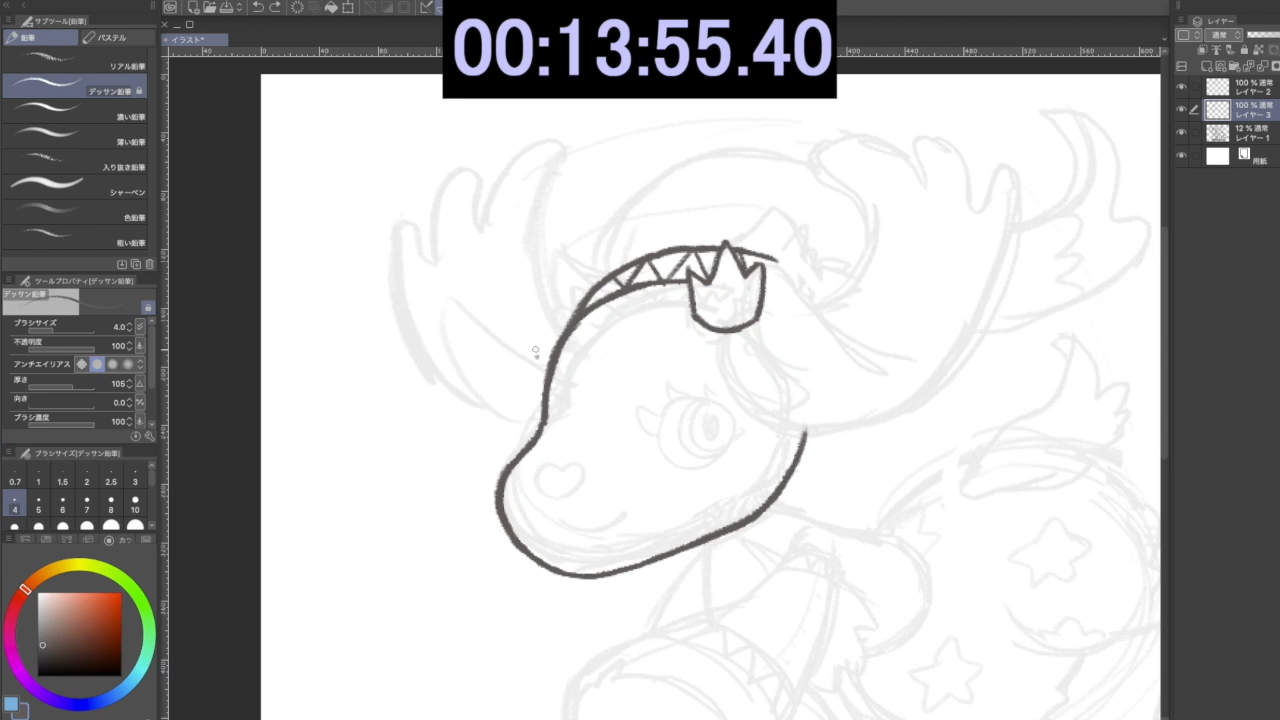 00:13:55.40
サブツール[鉛筆]
鉛筆
パステル
リアル鉛筆
デッサン鉛筆
濃い鉛筆
薄い鉛筆
入り抜き鉛筆
シャーペン
色鉛筆
粗い鉛筆
ツールプロパティ[デッサン鉛筆]
デッサン鉛筆
ブラシサイズ 4.0
不透明度 100
アンチエイリアス
厚さ 105
向き 0.0
ブラシ濃度 100
ブラシサイズ[デッサン鉛筆]
0.7 1 1.5 2 2.5 3
4 5 6 7 8 10
イラスト*
レイヤー
通常
100 % 通常
レイヤー 2
100 % 通常
レイヤー 3
12 % 通常
レイヤー 1
用紙